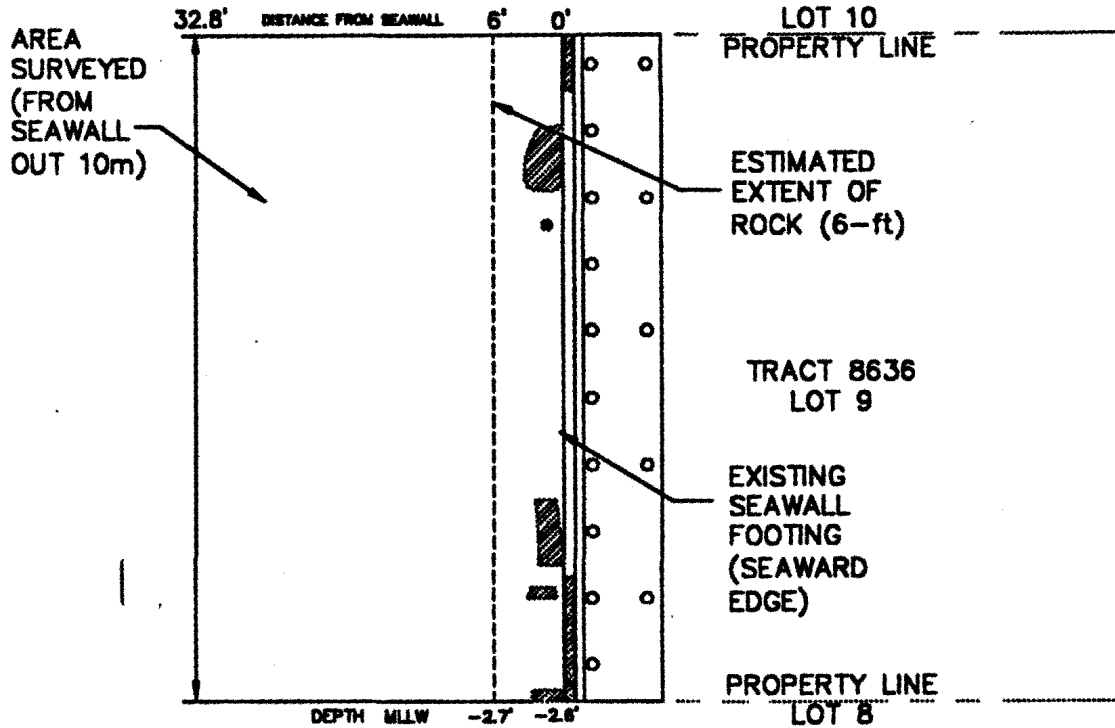 32.8' DISTANCE FROM SEAWALL 6' 0'
LOT 10
PROPERTY LINE
AREA
SURVEYED
(FROM
SEAWALL
OUT 10m)
ESTIMATED
EXTENT OF
ROCK (6-ft)
TRACT 8636
LOT 9
EXISTING
SEAWALL
FOOTING
(SEAWARD
EDGE)
PROPERTY LINE
LOT 8
DEPTH MLLW -2.7' -2.6'